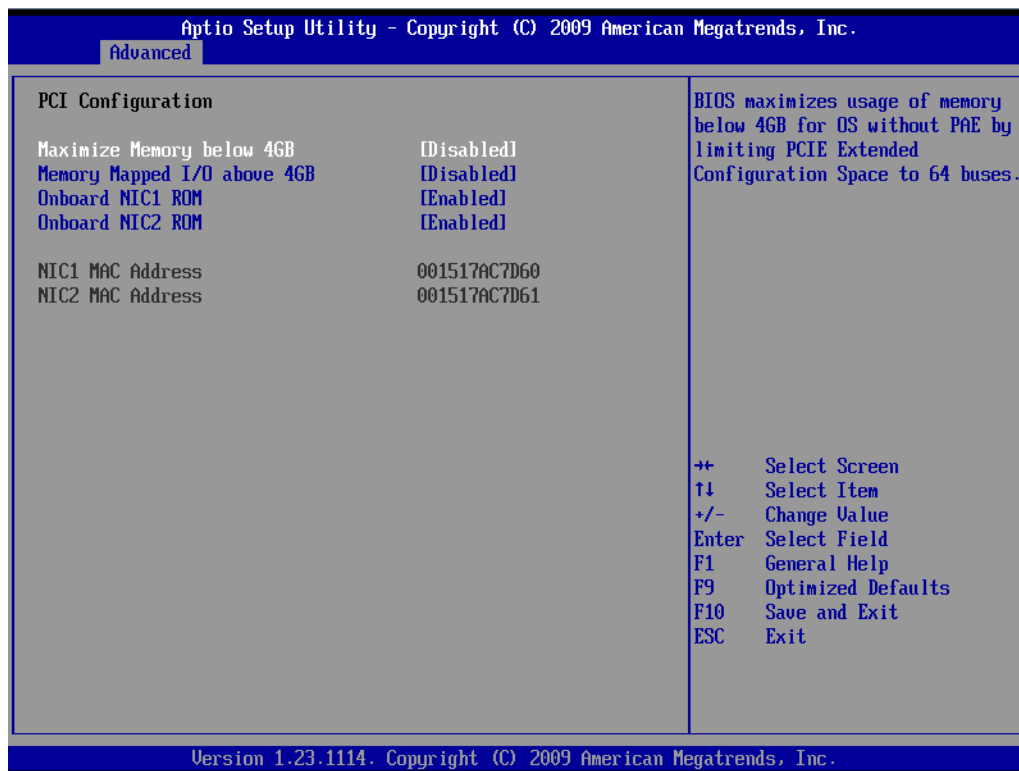 Aptio Setup Utility - Copyright (C) 2009 American Megatrends, Inc.
Advanced
PCI Configuration
Maximize Memory below 4GB [Disabled]
Memory Mapped I/O above 4GB [Disabled]
Onboard NIC1 ROM [Enabled]
Onboard NIC2 ROM [Enabled]
NIC1 MAC Address 001517AC7D60
NIC2 MAC Address 001517AC7D61
BIOS maximizes usage of memory
below 4GB for OS without PAE by
limiting PCIE Extended
Configuration Space to 64 buses.
→← Select Screen
↑↓ Select Item
+/- Change Value
Enter Select Field
F1 General Help
F9 Optimized Defaults
F10 Save and Exit
ESC Exit
Version 1.23.1114. Copyright (C) 2009 American Megatrends, Inc.